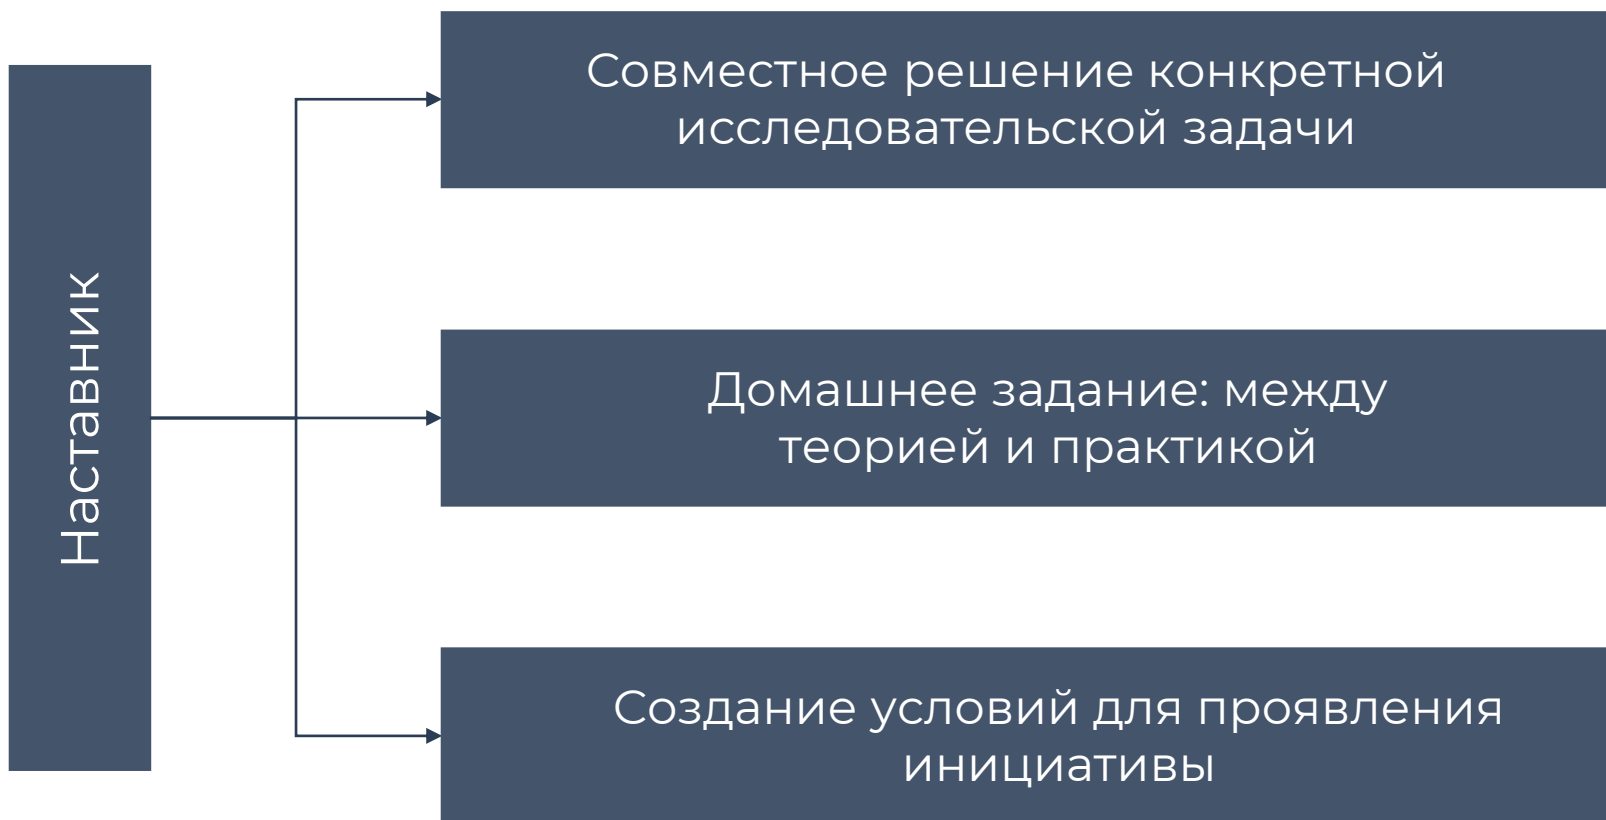 Наставник
Совместное решение конкретной
исследовательской задачи
Домашнее задание: между
теорией и практикой
Создание условий для проявления
инициативы